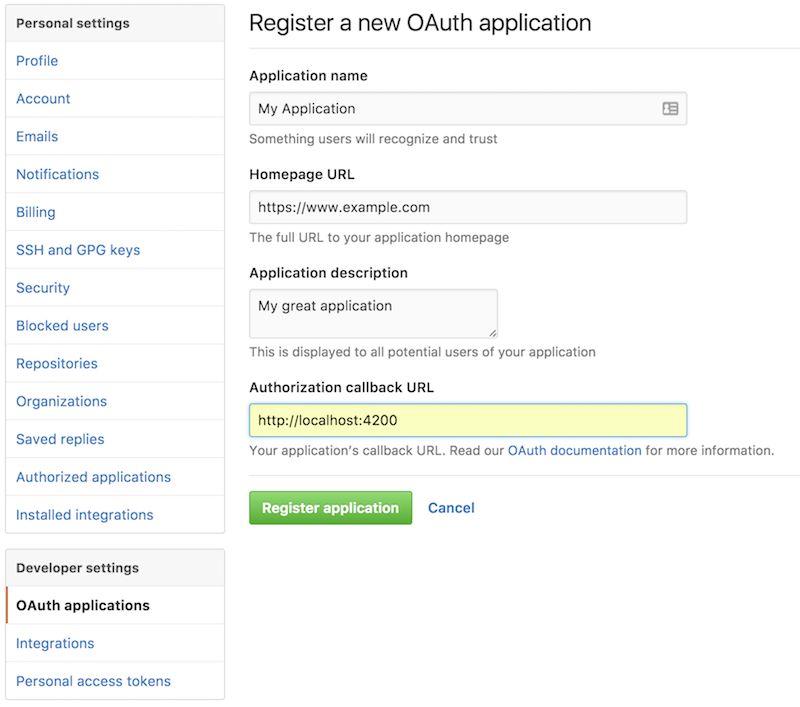 Personal settings
Profile
Account
Emails
Notifications
Billing
SSH and GPG keys
Security
Blocked users
Repositories
Organizations
Saved replies
Authorized applications
Installed integrations
Developer settings
OAuth applications
Integrations
Personal access tokens
Register a new OAuth application
Application name
My Application
Something users will recognize and trust
Homepage URL
https://www.example.com
The full URL to your application homepage
Application description
My great application
This is displayed to all potential users of your application
Authorization callback URL
http://localhost:4200
Your application's callback URL. Read our OAuth documentation for more information.
Register application Cancel